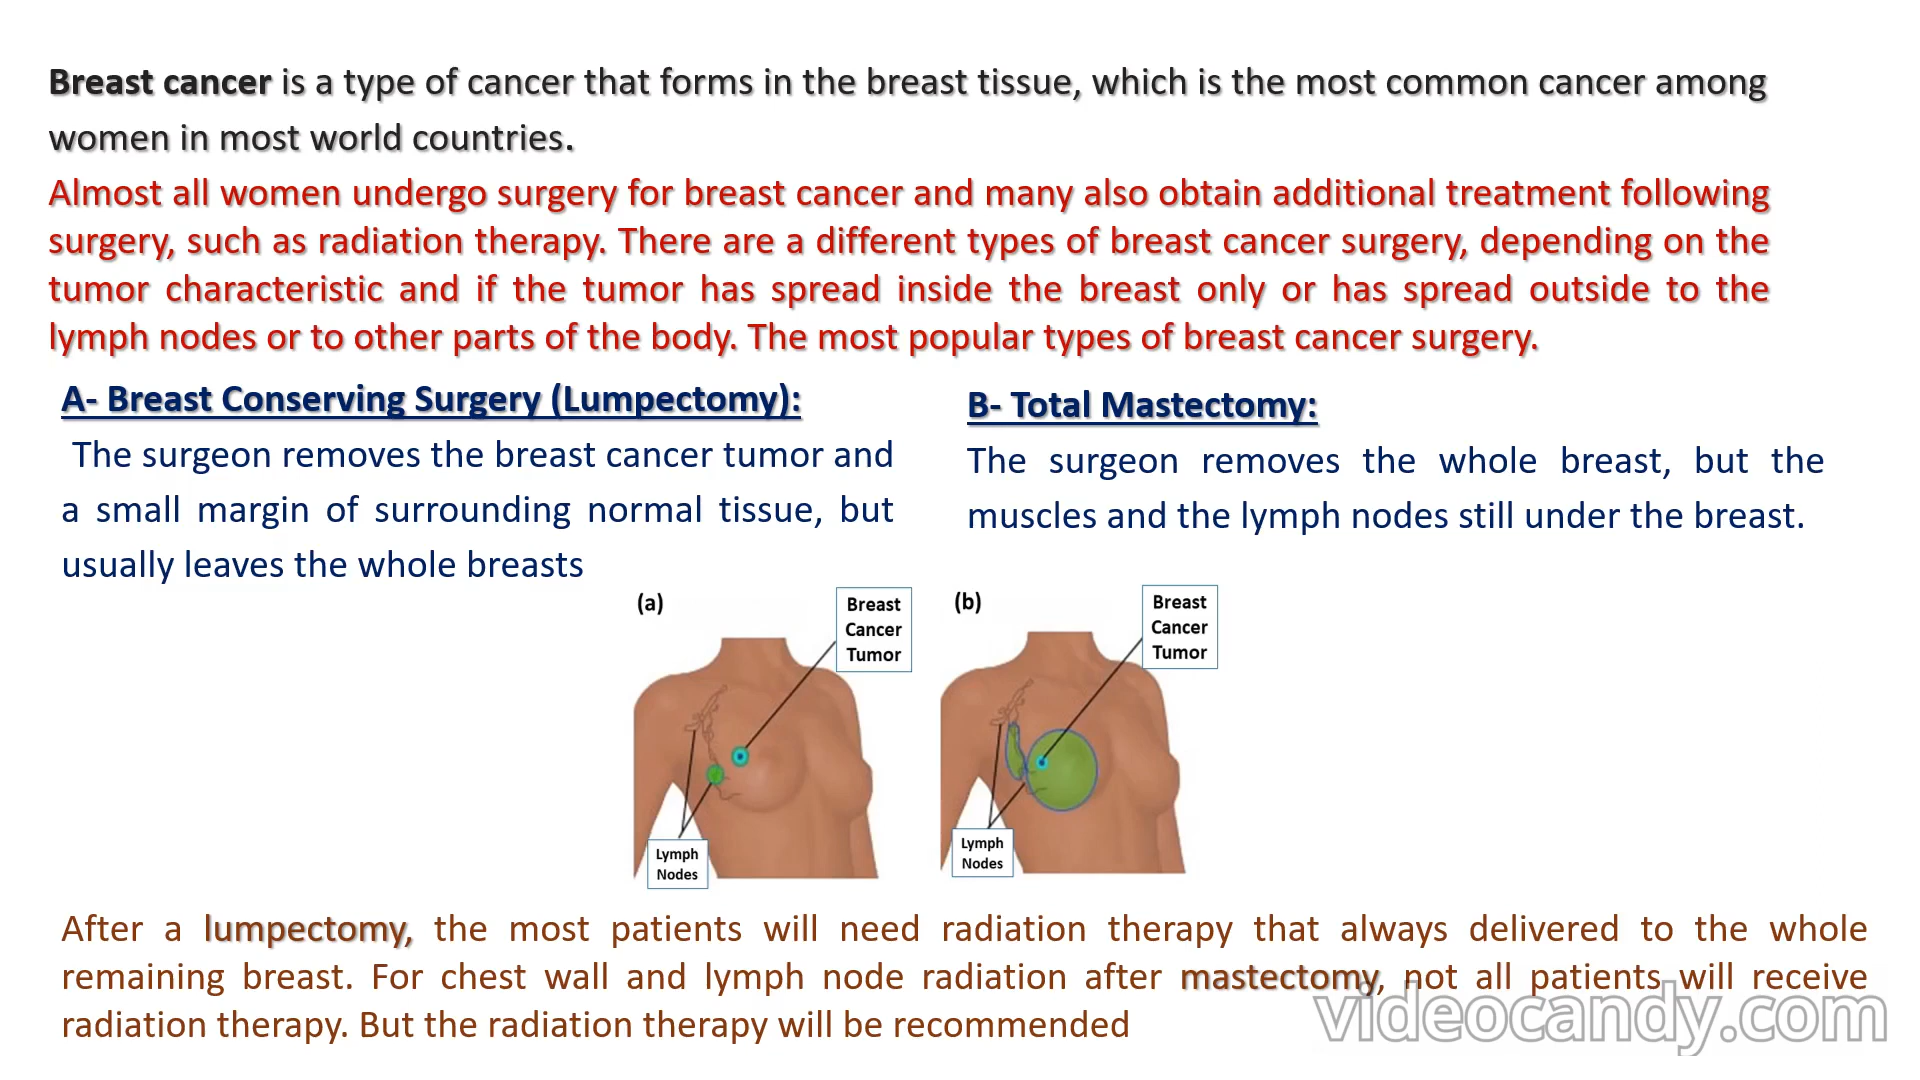 Breast cancer is a type of cancer that forms in the breast tissue, which is the most common cancer among
women in most world countries.
Almost all women undergo surgery for breast cancer and many also obtain additional treatment following
surgery, such as radiation therapy. There are a different types of breast cancer surgery, depending on the
tumor characteristic and if the tumor has spread inside the breast only or has spread outside to the
lymph nodes or to other parts of the body. The most popular types of breast cancer surgery.
A- Breast Conserving Surgery (Lumpectomy):
The surgeon removes the breast cancer tumor and
a small margin of surrounding normal tissue, but
usually leaves the whole breasts
B- Total Mastectomy:
The surgeon removes the whole breast, but the
muscles and the lymph nodes still under the breast.
(a)
Breast
Cancer
Tumor
Lymph
Nodes
(b)
Breast
Cancer
Tumor
Lymph
Nodes
After a lumpectomy, the most patients will need radiation therapy that always delivered to the whole
remaining breast. For chest wall and lymph node radiation after mastectomy, not all patients will receive
radiation therapy. But the radiation therapy will be recommended
videocandy.com